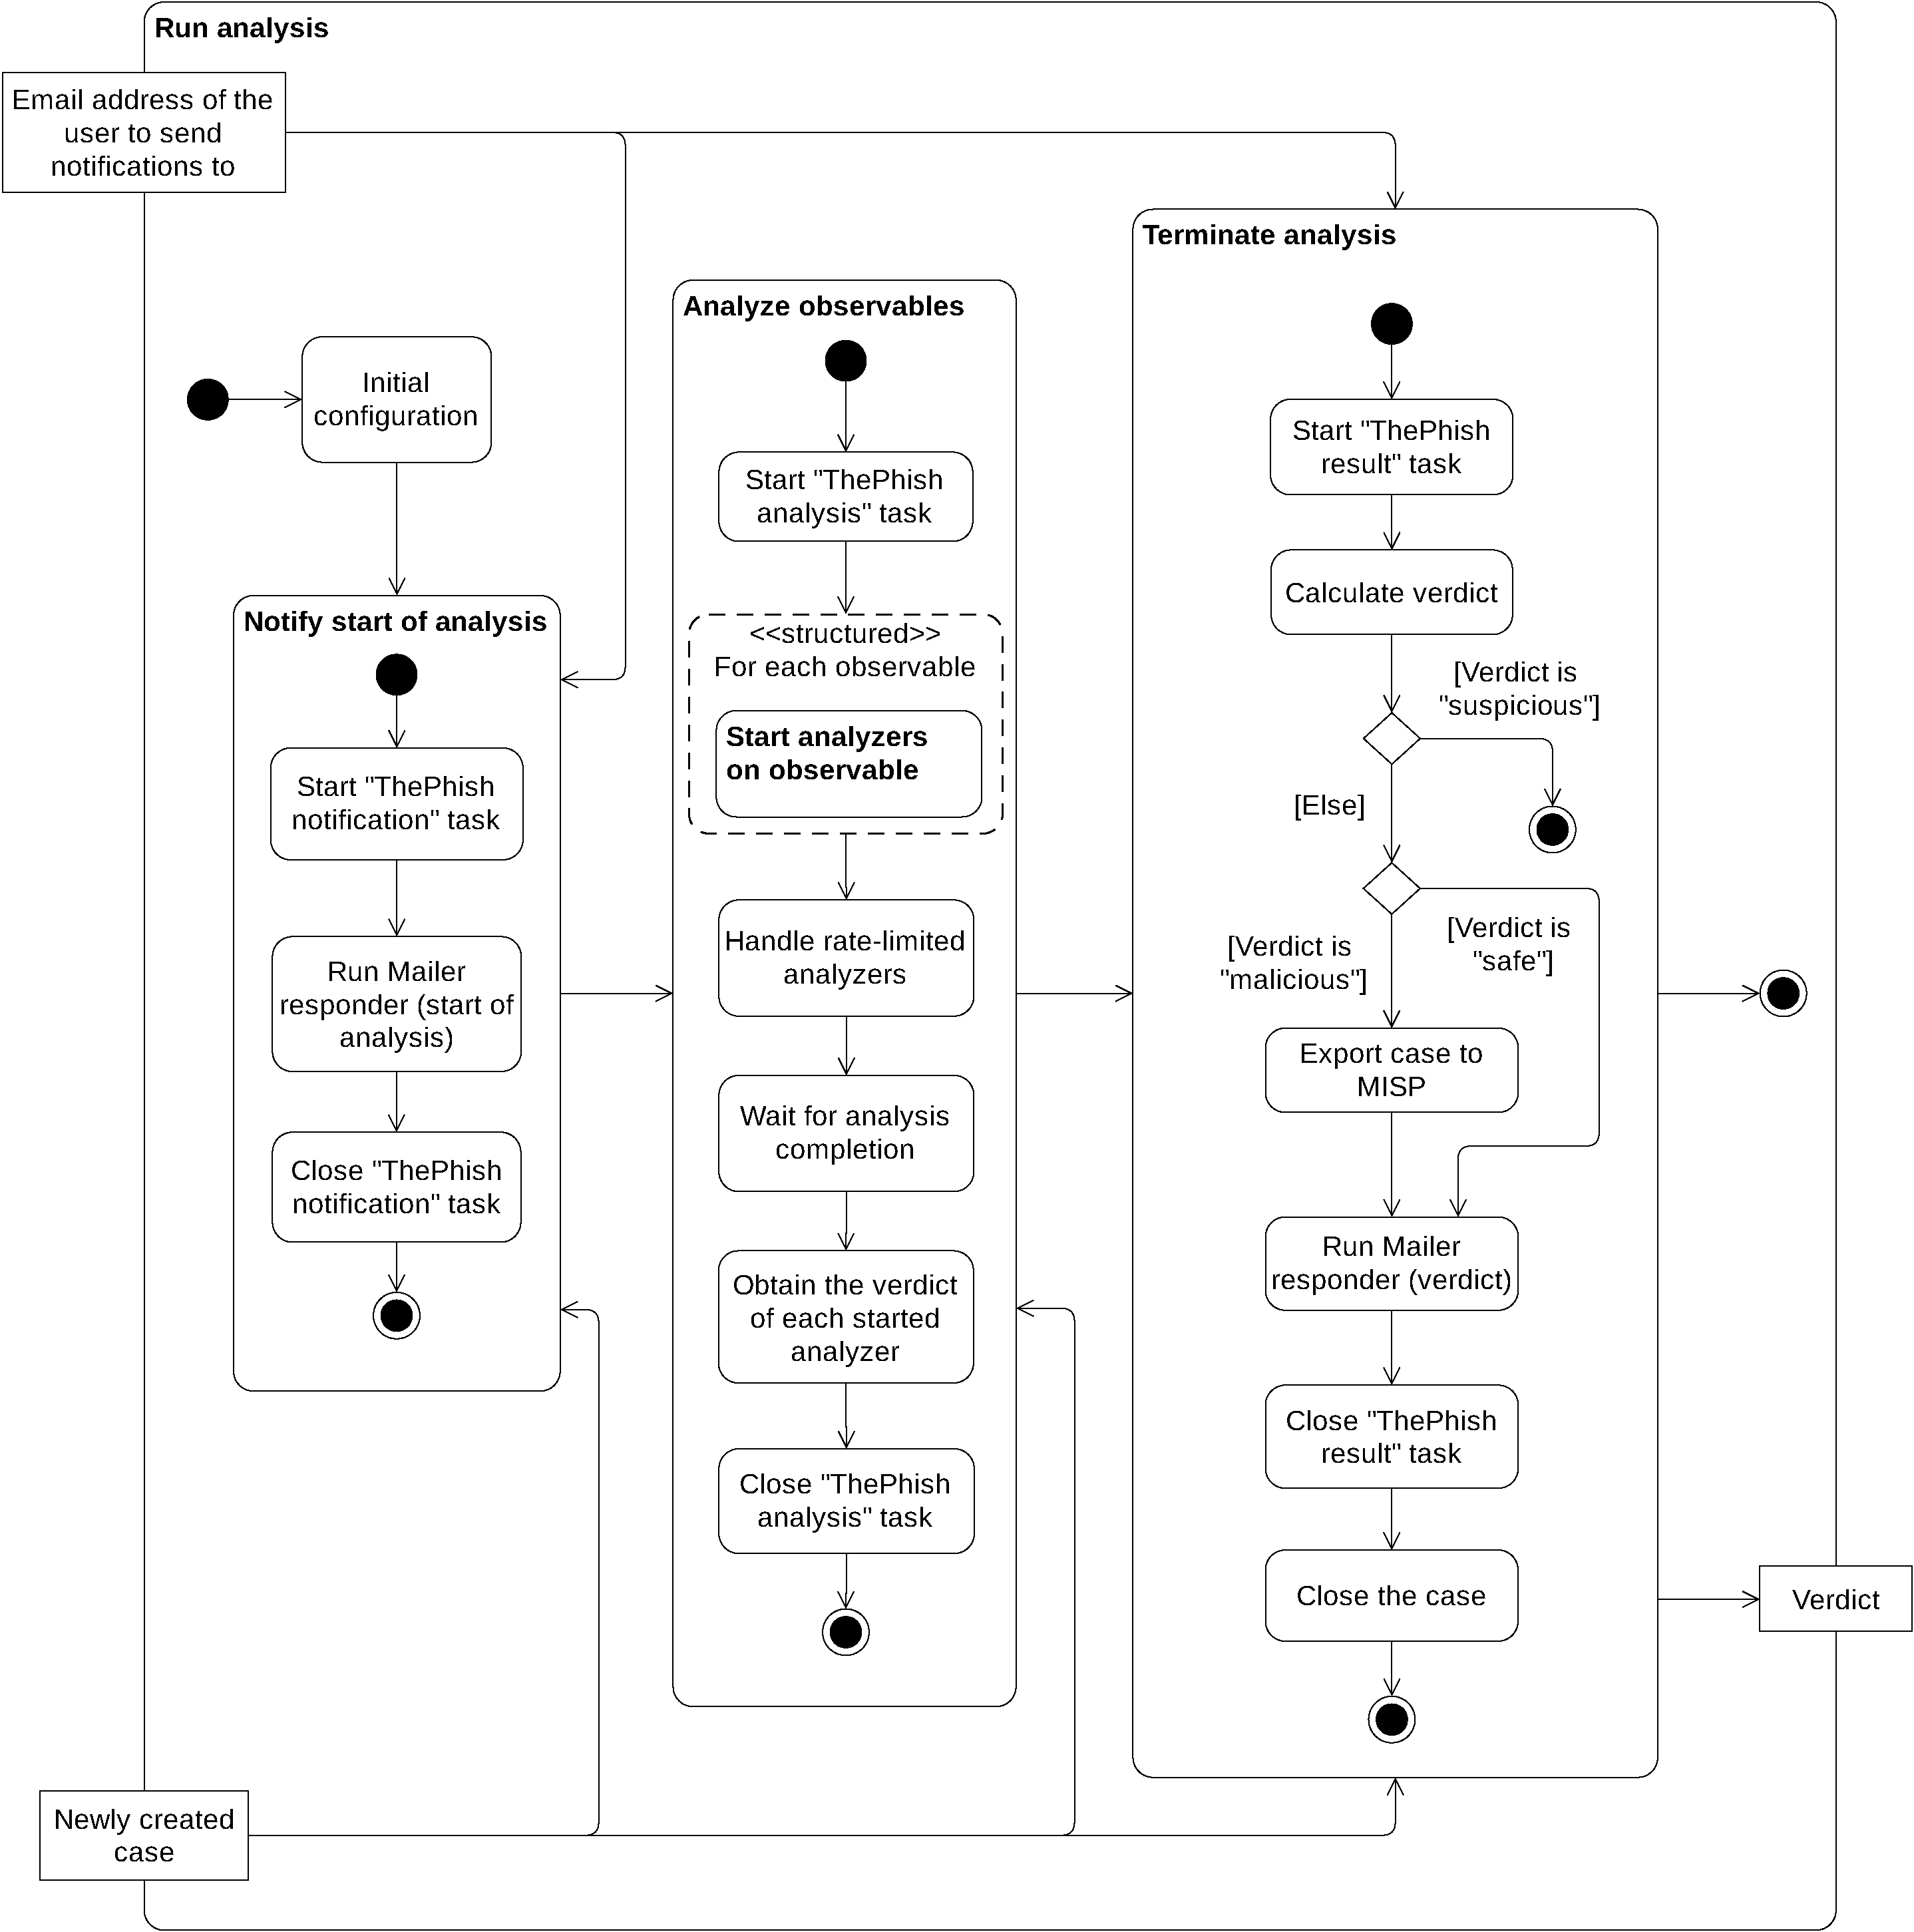 Run analysis
Email address of the
user to send
notifications to
Initial
configuration
Notify start of analysis
Start "ThePhish
notification" task
Run Mailer
responder (start of
analysis)
Close "ThePhish
notification" task
Analyze observables
Start "ThePhish
analysis" task
<<structured>>
For each observable
Start analyzers
on observable
Handle rate-limited
analyzers
Wait for analysis
completion
Obtain the verdict
of each started
analyzer
Close "ThePhish
analysis" task
Terminate analysis
Start "ThePhish
result" task
Calculate verdict
[Verdict is
"suspicious"]
[Else]
[Verdict is
"malicious"]
[Verdict is
"safe"]
Export case to
MISP
Run Mailer
responder (verdict)
Close "ThePhish
result" task
Close the case
Verdict
Newly created
case